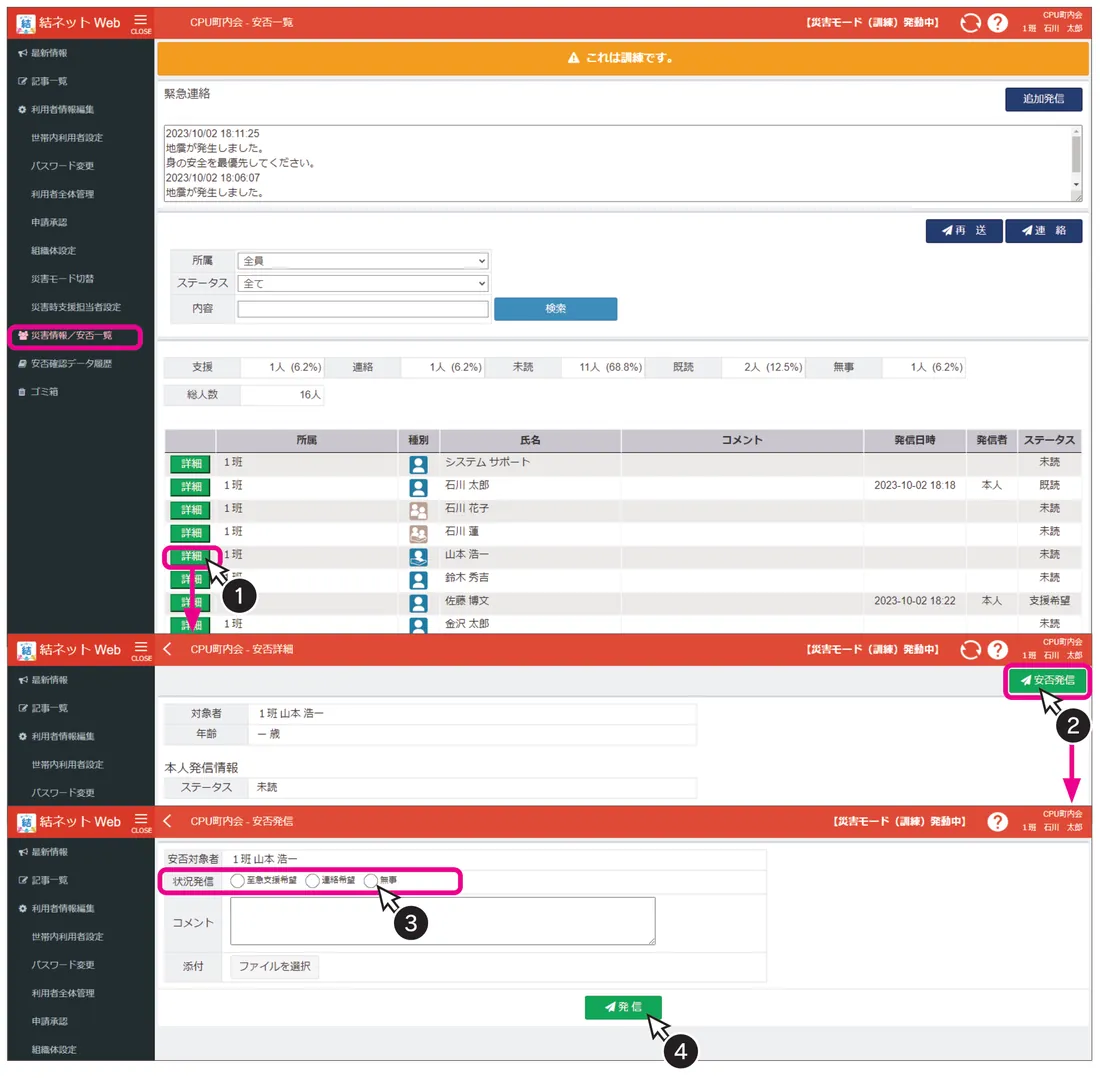 結ネット Web CLOSE CPU町内会 - 安否一覧 【災害モード（訓練）発動中】 ? CPU町内会 1班 石川 太郎
最新情報
記事一覧
利用者情報編集
世帯内利用者設定
パスワード変更
利用者全体管理
申請承認
組織体設定
災害モード切替
災害時支援担当者設定
災害情報／安否一覧
安否確認データ履歴
ゴミ箱
これは訓練です。
緊急連絡 追加発信
2023/10/02 18:11:25
地震が発生しました。
身の安全を最優先してください。
2023/10/02 18:06:07
地震が発生しました。
再 送 連 絡
所属 全員
ステータス 全て
内容 検索
支援 1人 (6.2%) 連絡 1人 (6.2%) 未読 11人 (68.8%) 既読 2人 (12.5%) 無事 1人 (6.2%)
総人数 16人
所属 種別 氏名 コメント 発信日時 発信者 ステータス
詳細 1班 システム サポート 未読
詳細 1班 石川 太郎 2023-10-02 18:18 本人 既読
詳細 1班 石川 花子 未読
詳細 1班 石川 蓮 未読
詳細 1班 山本 浩一 未読
詳細 1班 鈴木 秀吉 未読
詳細 1班 佐藤 博文 2023-10-02 18:22 本人 支援希望
詳細 1班 金沢 太郎 未読
1
結ネット Web CLOSE CPU町内会 - 安否詳細 【災害モード（訓練）発動中】 ? CPU町内会 1班 石川 太郎
最新情報
記事一覧
利用者情報編集
世帯内利用者設定
パスワード変更
安否発信
2
対象者 1班 山本 浩一
年齢 – 歳
本人発信情報
ステータス 未読
結ネット Web CLOSE CPU町内会 - 安否発信 【災害モード（訓練）発動中】 ? CPU町内会 1班 石川 太郎
最新情報
記事一覧
利用者情報編集
世帯内利用者設定
パスワード変更
利用者全体管理
申請承認
組織体設定
安否対象者 1班 山本 浩一
状況発信 至急支援希望 連絡希望 無事
3
コメント
添付 ファイルを選択
発 信
4